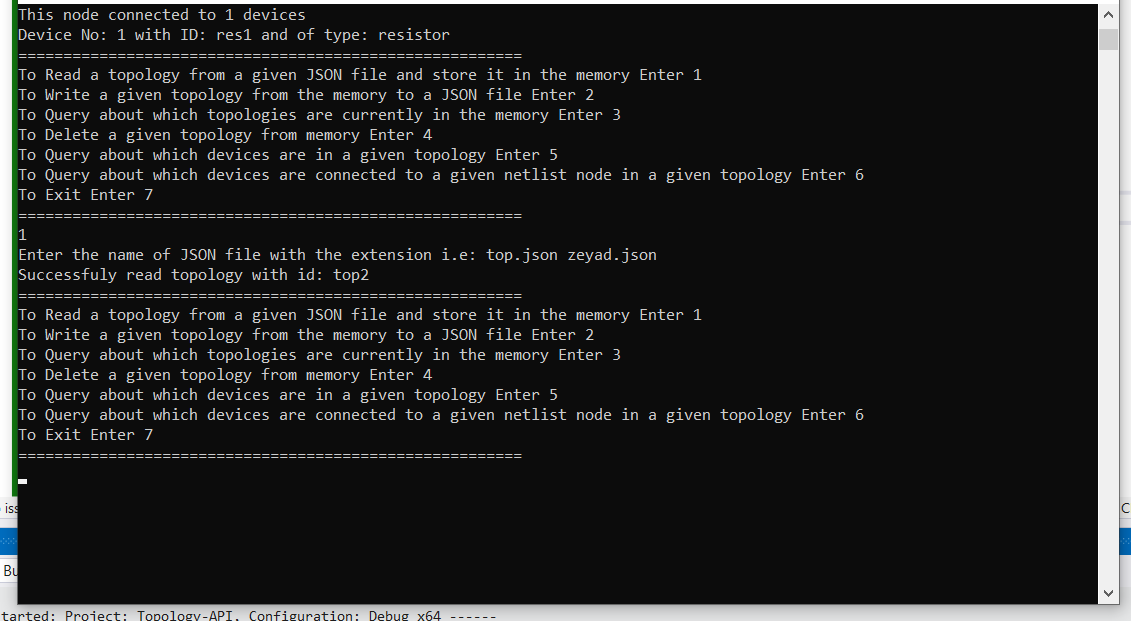 This node connected to 1 devices
Device No: 1 with ID: res1 and of type: resistor
========================================================
To Read a topology from a given JSON file and store it in the memory Enter 1
To Write a given topology from the memory to a JSON file Enter 2
To Query about which topologies are currently in the memory Enter 3
To Delete a given topology from memory Enter 4
To Query about which devices are in a given topology Enter 5
To Query about which devices are connected to a given netlist node in a given topology Enter 6
To Exit Enter 7
========================================================
1
Enter the name of JSON file with the extension i.e: top.json zeyad.json
Successfuly read topology with id: top2
========================================================
To Read a topology from a given JSON file and store it in the memory Enter 1
To Write a given topology from the memory to a JSON file Enter 2
To Query about which topologies are currently in the memory Enter 3
To Delete a given topology from memory Enter 4
To Query about which devices are in a given topology Enter 5
To Query about which devices are connected to a given netlist node in a given topology Enter 6
To Exit Enter 7
========================================================
iss
C
Bu
tarted: Project: Topology-API, Configuration: Debug x64 ------